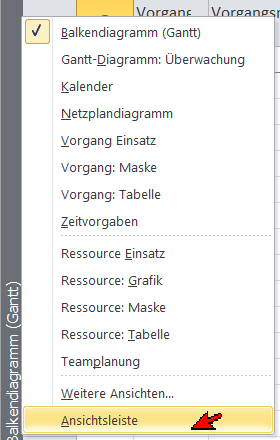 Vorgang Vorgangsn
Balkendiagramm (Gantt)
Gantt-Diagramm: Überwachung
Kalender
Netzplandiagramm
Vorgang Einsatz
Vorgang: Maske
Vorgang: Tabelle
Zeitvorgaben
Ressource Einsatz
Ressource: Grafik
Ressource: Maske
Ressource: Tabelle
Teamplanung
Weitere Ansichten...
Ansichtsleiste
Balkendiagramm (Gantt)